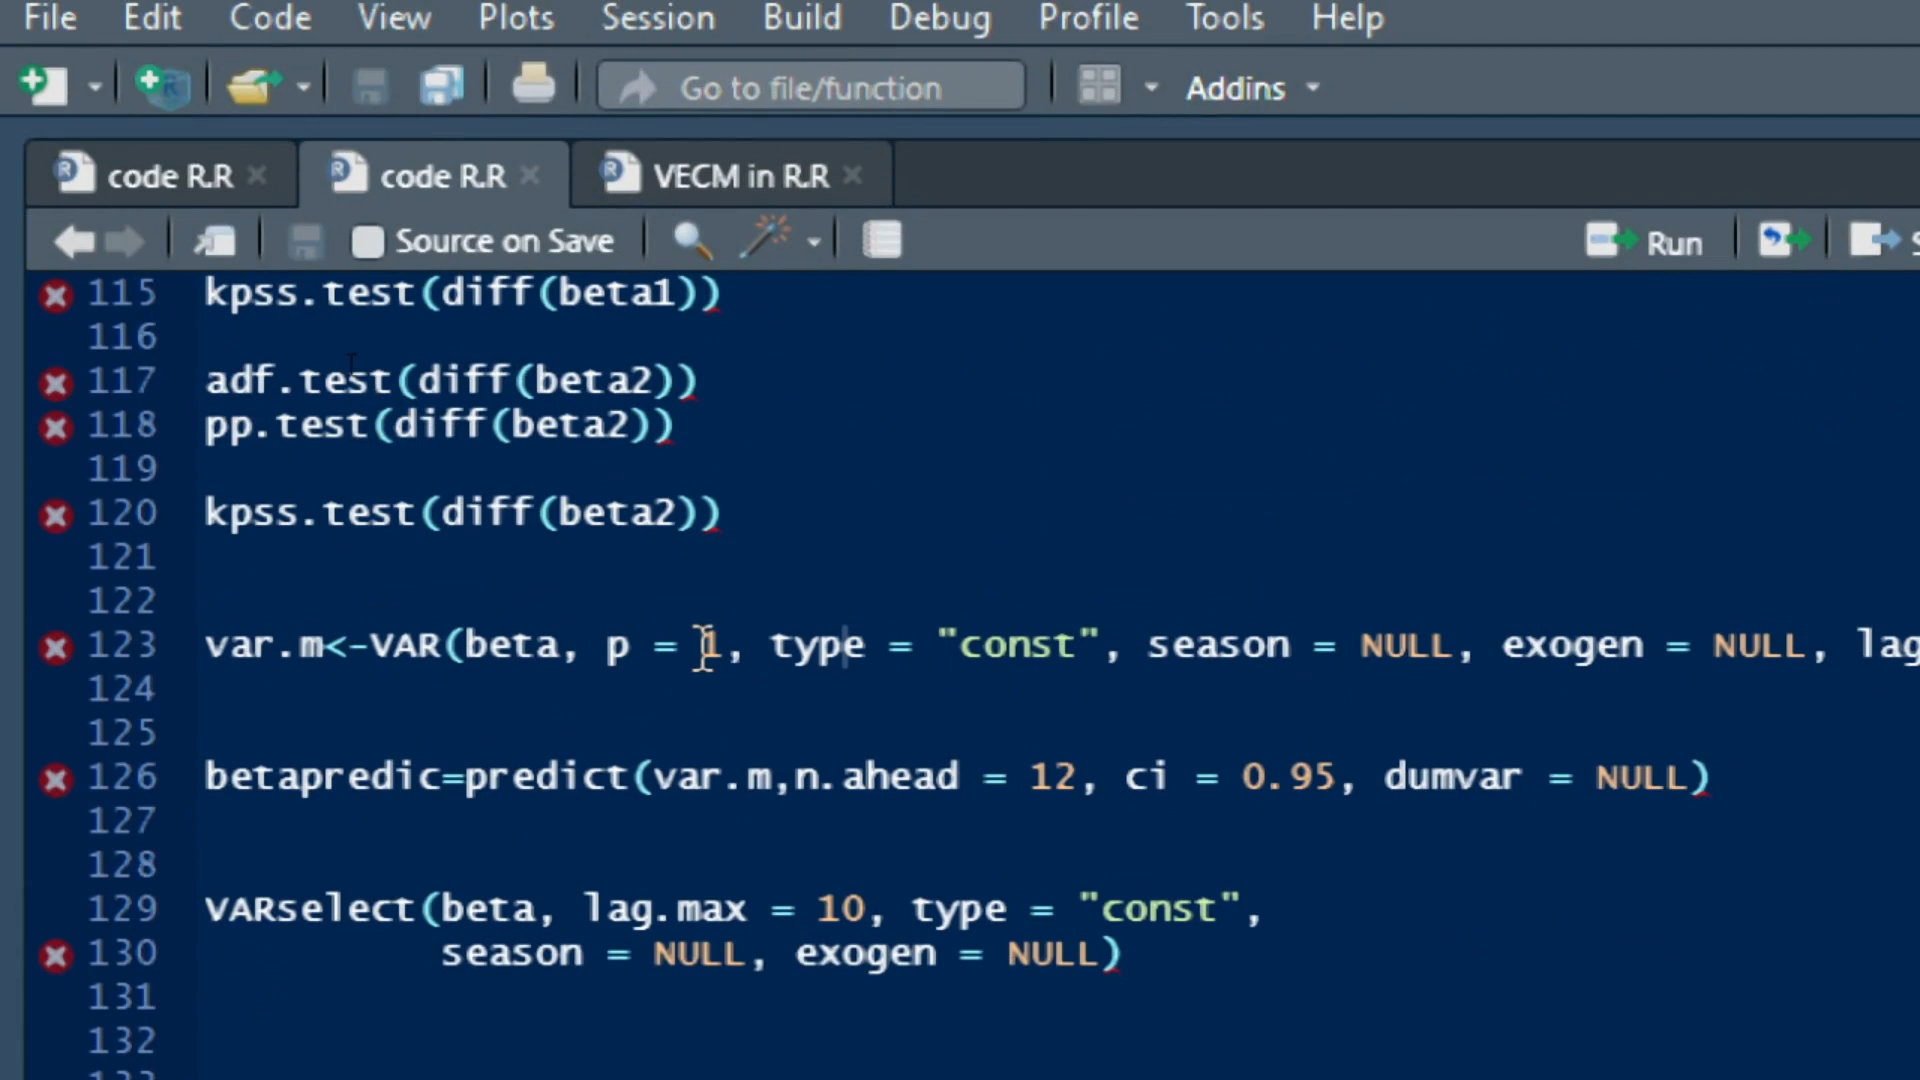 File Edit Code View Plots Session Build Debug Profile Tools Help
Go to file/function Addins
code R.R code R.R VECM in R.R
Source on Save Run
115 kpss.test(diff(beta1))
116
117 adf.test(diff(beta2))
118 pp.test(diff(beta2))
119
120 kpss.test(diff(beta2))
121
122
123 var.m<-VAR(beta, p = 1, type = "const", season = NULL, exogen = NULL, lag
124
125
126 betapredic=predict(var.m,n.ahead = 12, ci = 0.95, dumvar = NULL)
127
128
129 VARselect(beta, lag.max = 10, type = "const",
130 season = NULL, exogen = NULL)
131
132